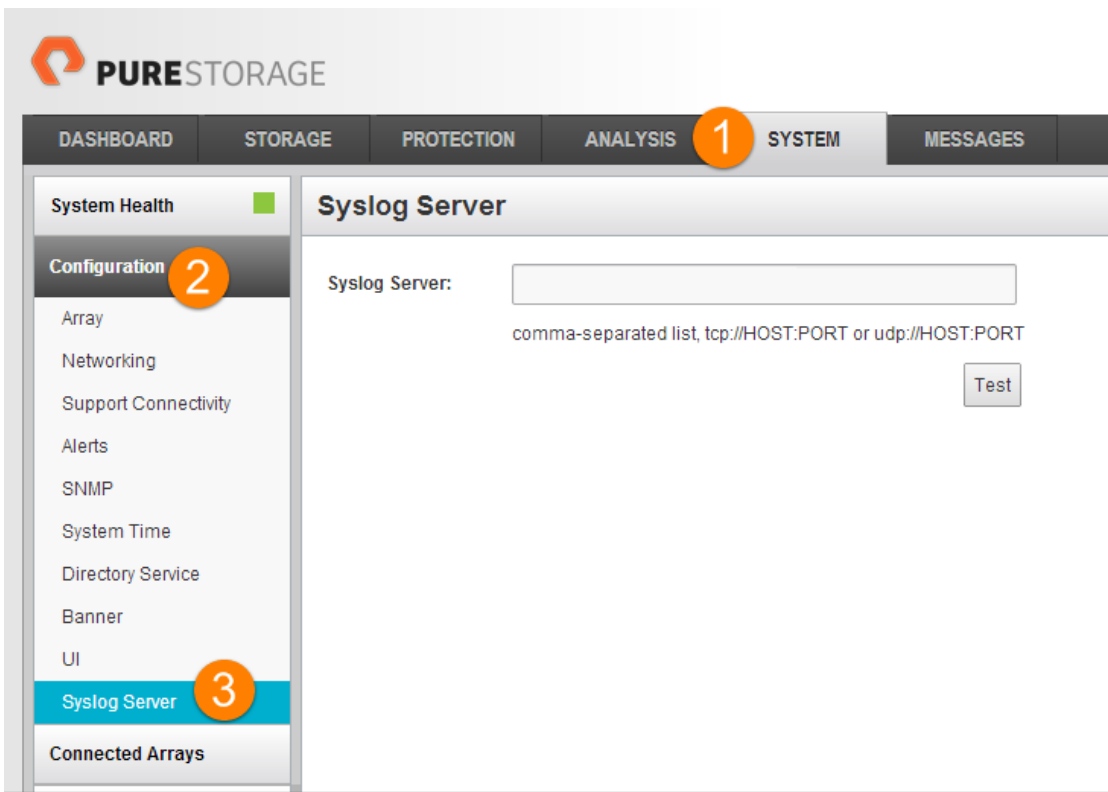 PURESTORAGE
DASHBOARD STORAGE PROTECTION ANALYSIS 1 SYSTEM MESSAGES
System Health
Syslog Server
Configuration 2
Syslog Server:
comma-separated list, tcp://HOST:PORT or udp://HOST:PORT
Test
Array
Networking
Support Connectivity
Alerts
SNMP
System Time
Directory Service
Banner
UI
Syslog Server 3
Connected Arrays